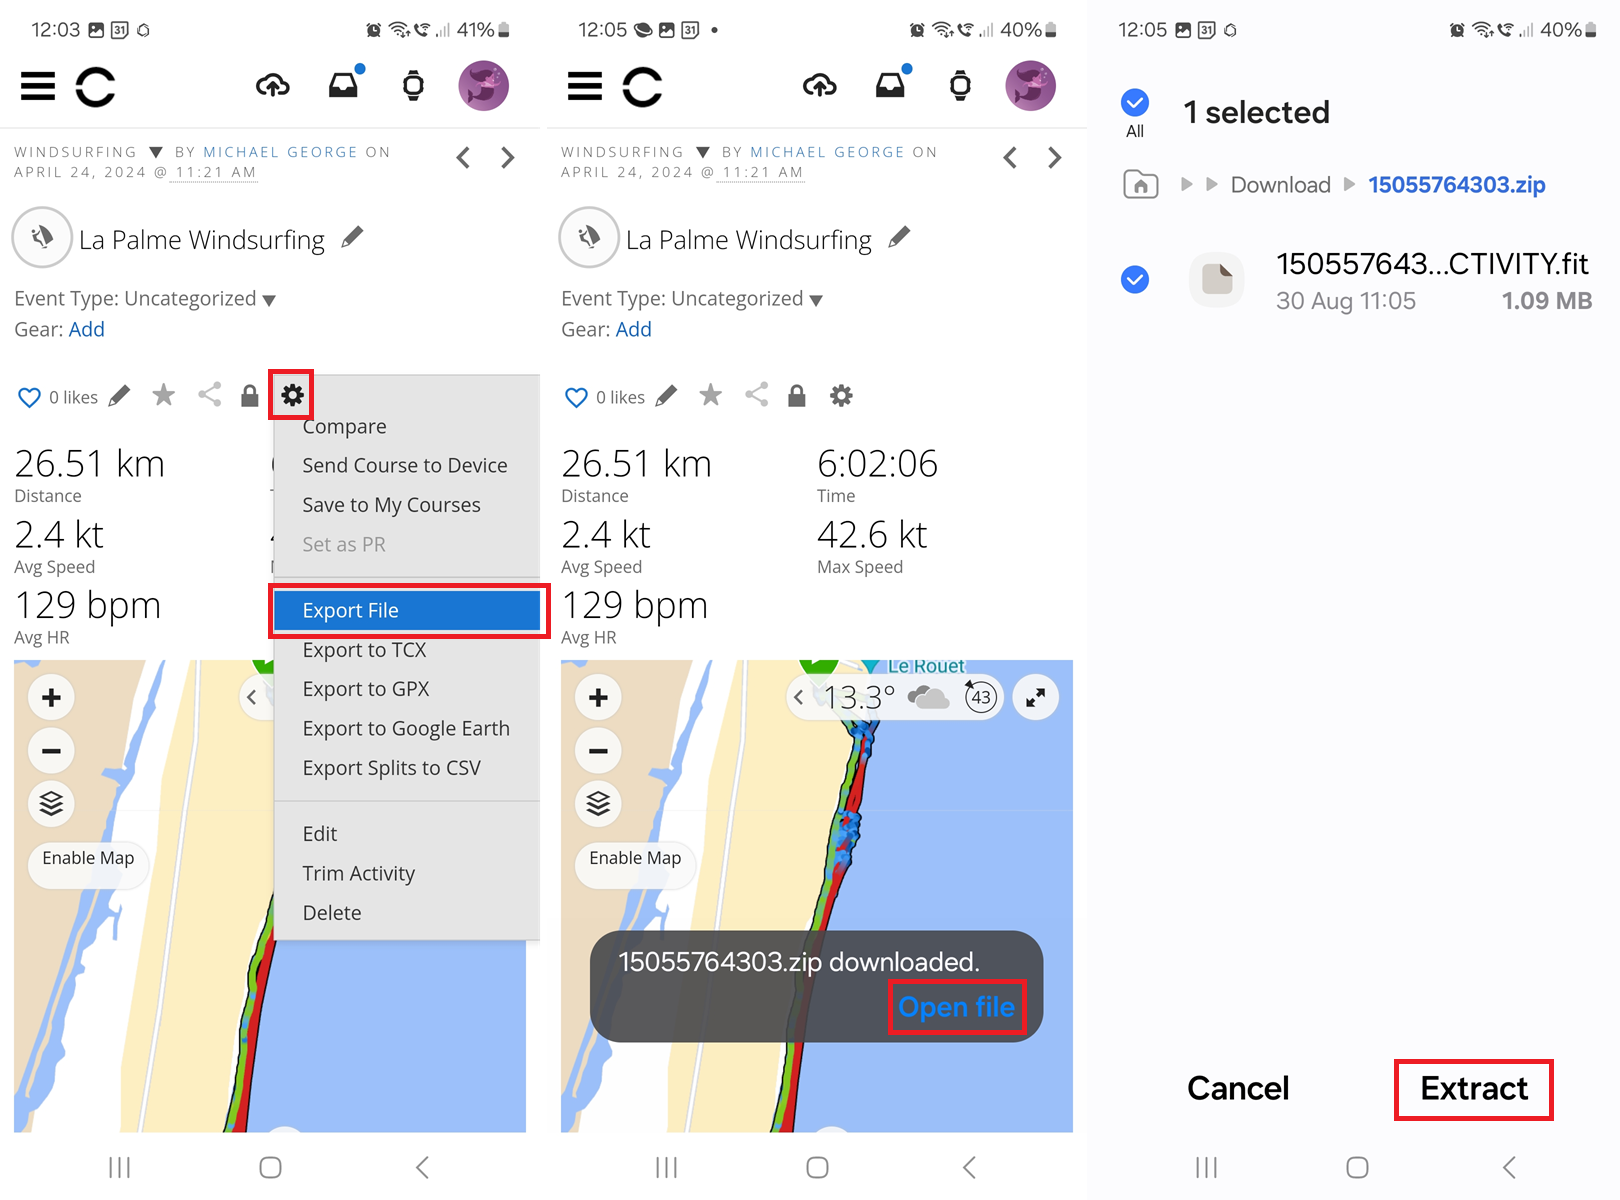 12:03
31
41%
WINDSURFING ▼ BY MICHAEL GEORGE ON
APRIL 24, 2024 @ 11:21 AM
La Palme Windsurfing
Event Type: Uncategorized ▼
Gear: Add
0 likes
26.51 km
Distance
2.4 kt
Avg Speed
129 bpm
Avg HR
Compare
Send Course to Device
Save to My Courses
Set as PR
Export File
Export to TCX
Export to GPX
Export to Google Earth
Export Splits to CSV
Edit
Trim Activity
Delete
Enable Map
12:05
31
40%
WINDSURFING ▼ BY MICHAEL GEORGE ON
APRIL 24, 2024 @ 11:21 AM
La Palme Windsurfing
Event Type: Uncategorized ▼
Gear: Add
0 likes
26.51 km
Distance
6:02:06
Time
2.4 kt
Avg Speed
42.6 kt
Max Speed
129 bpm
Avg HR
Le Rouet
13.3°
43
Enable Map
15055764303.zip downloaded.
Open file
12:05
31
40%
All
1 selected
Download
15055764303.zip
150557643...CTIVITY.fit
30 Aug 11:05
1.09 MB
Cancel
Extract